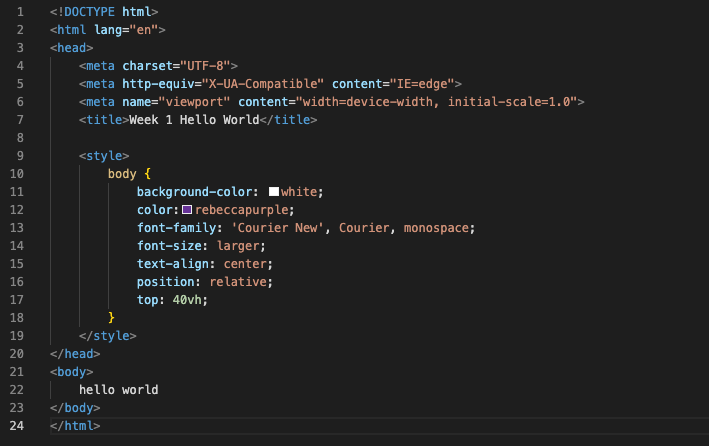 1 <!DOCTYPE html>
2 <html lang="en">
3 <head>
4     <meta charset="UTF-8">
5     <meta http-equiv="X-UA-Compatible" content="IE=edge">
6     <meta name="viewport" content="width=device-width, initial-scale=1.0">
7     <title>Week 1 Hello World</title>
8
9     <style>
10         body {
11             background-color: white;
12             color:rebeccapurple;
13             font-family: 'Courier New', Courier, monospace;
14             font-size: larger;
15             text-align: center;
16             position: relative;
17             top: 40vh;
18         }
19     </style>
20 </head>
21 <body>
22     hello world
23 </body>
24 </html>